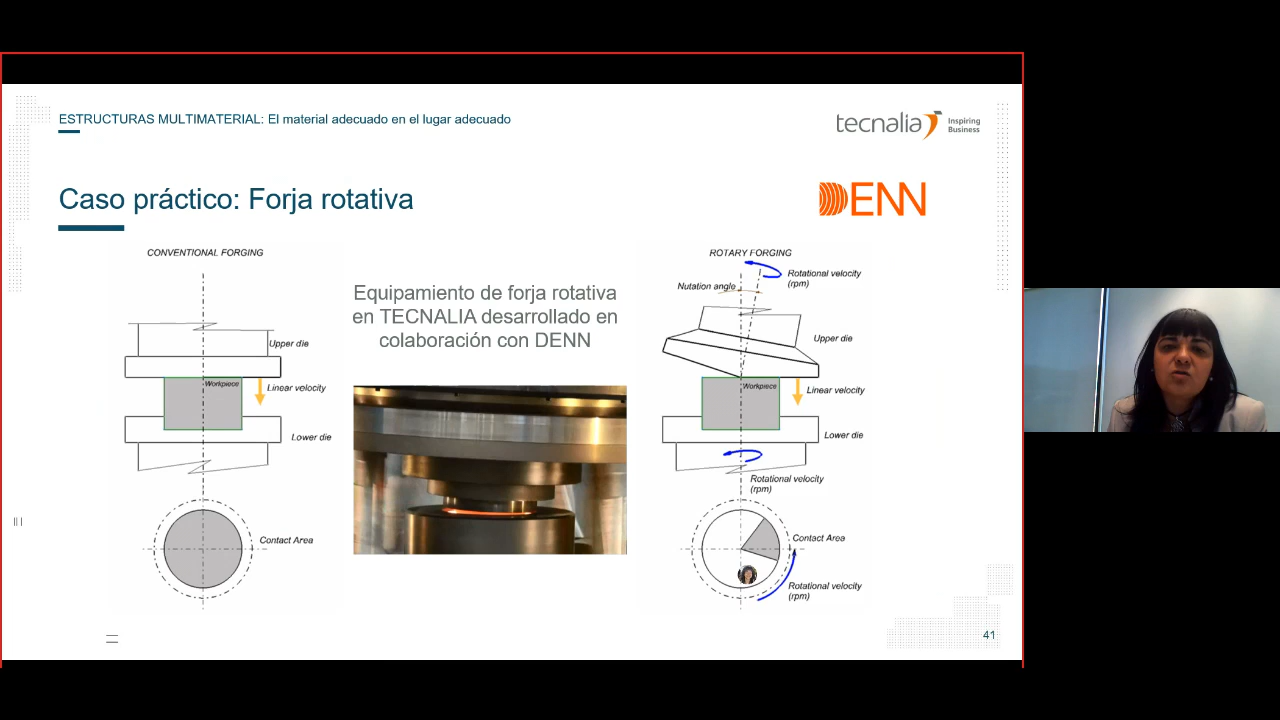 ESTRUCTURAS MULTIMATERIAL: El material adecuado en el lugar adecuado
tecnalia Inspiring
Business
Caso práctico: Forja rotativa
DENN
CONVENTIONAL FORGING
Upper die
Workpiece
Linear velocity
Lower die
Contact Area
Equipamiento de forja rotativa
en TECNALIA desarrollado en
colaboración con DENN
ROTARY FORGING
Rotational velocity
(rpm)
Nutation angle
Upper die
Workpiece
Linear velocity
Lower die
Rotational velocity
(rpm)
Contact Area
Rotational velocity
(rpm)
41